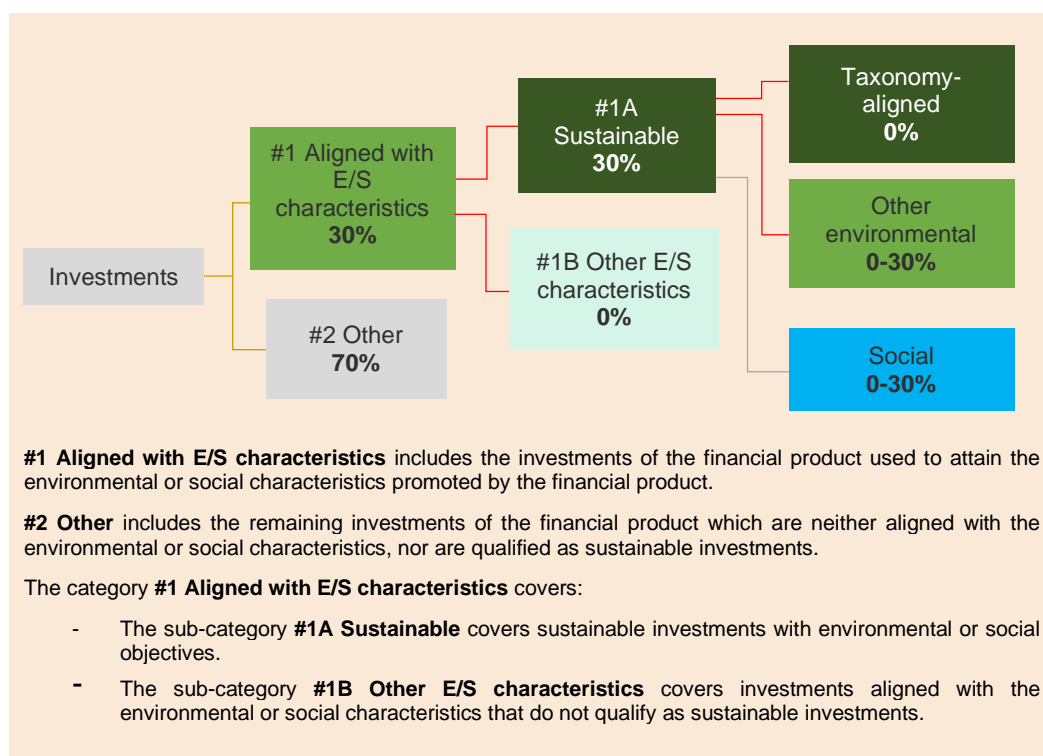 Investments
#1 Aligned with
E/S
characteristics
30%
#2 Other
70%
#1A
Sustainable
30%
#1B Other E/S
characteristics
0%
Taxonomy-
aligned
0%
Other
environmental
0-30%
Social
0-30%
#1 Aligned with E/S characteristics includes the investments of the financial product used to attain the
environmental or social characteristics promoted by the financial product.
#2 Other includes the remaining investments of the financial product which are neither aligned with the
environmental or social characteristics, nor are qualified as sustainable investments.
The category #1 Aligned with E/S characteristics covers:
- The sub-category #1A Sustainable covers sustainable investments with environmental or social
objectives.
- The sub-category #1B Other E/S characteristics covers investments aligned with the
environmental or social characteristics that do not qualify as sustainable investments.